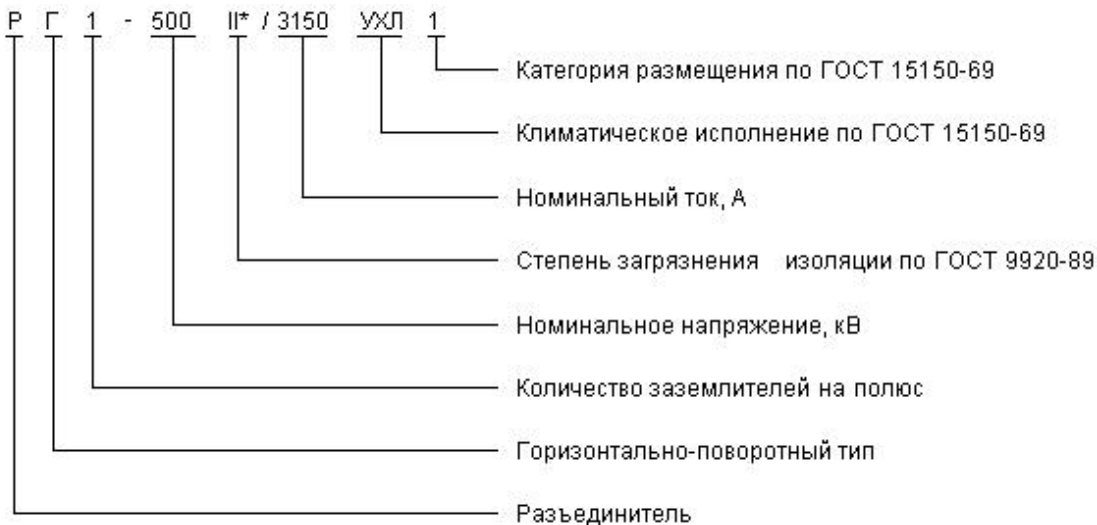 Р Г 1 - 500 II* / 3150 УХЛ 1
Категория размещения по ГОСТ 15150-69
Климатическое исполнение по ГОСТ 15150-69
Номинальный ток, А
Степень загрязнения изоляции по ГОСТ 9920-89
Номинальное напряжение, кВ
Количество заземлителей на полюс
Горизонтально-поворотный тип
Разъединитель